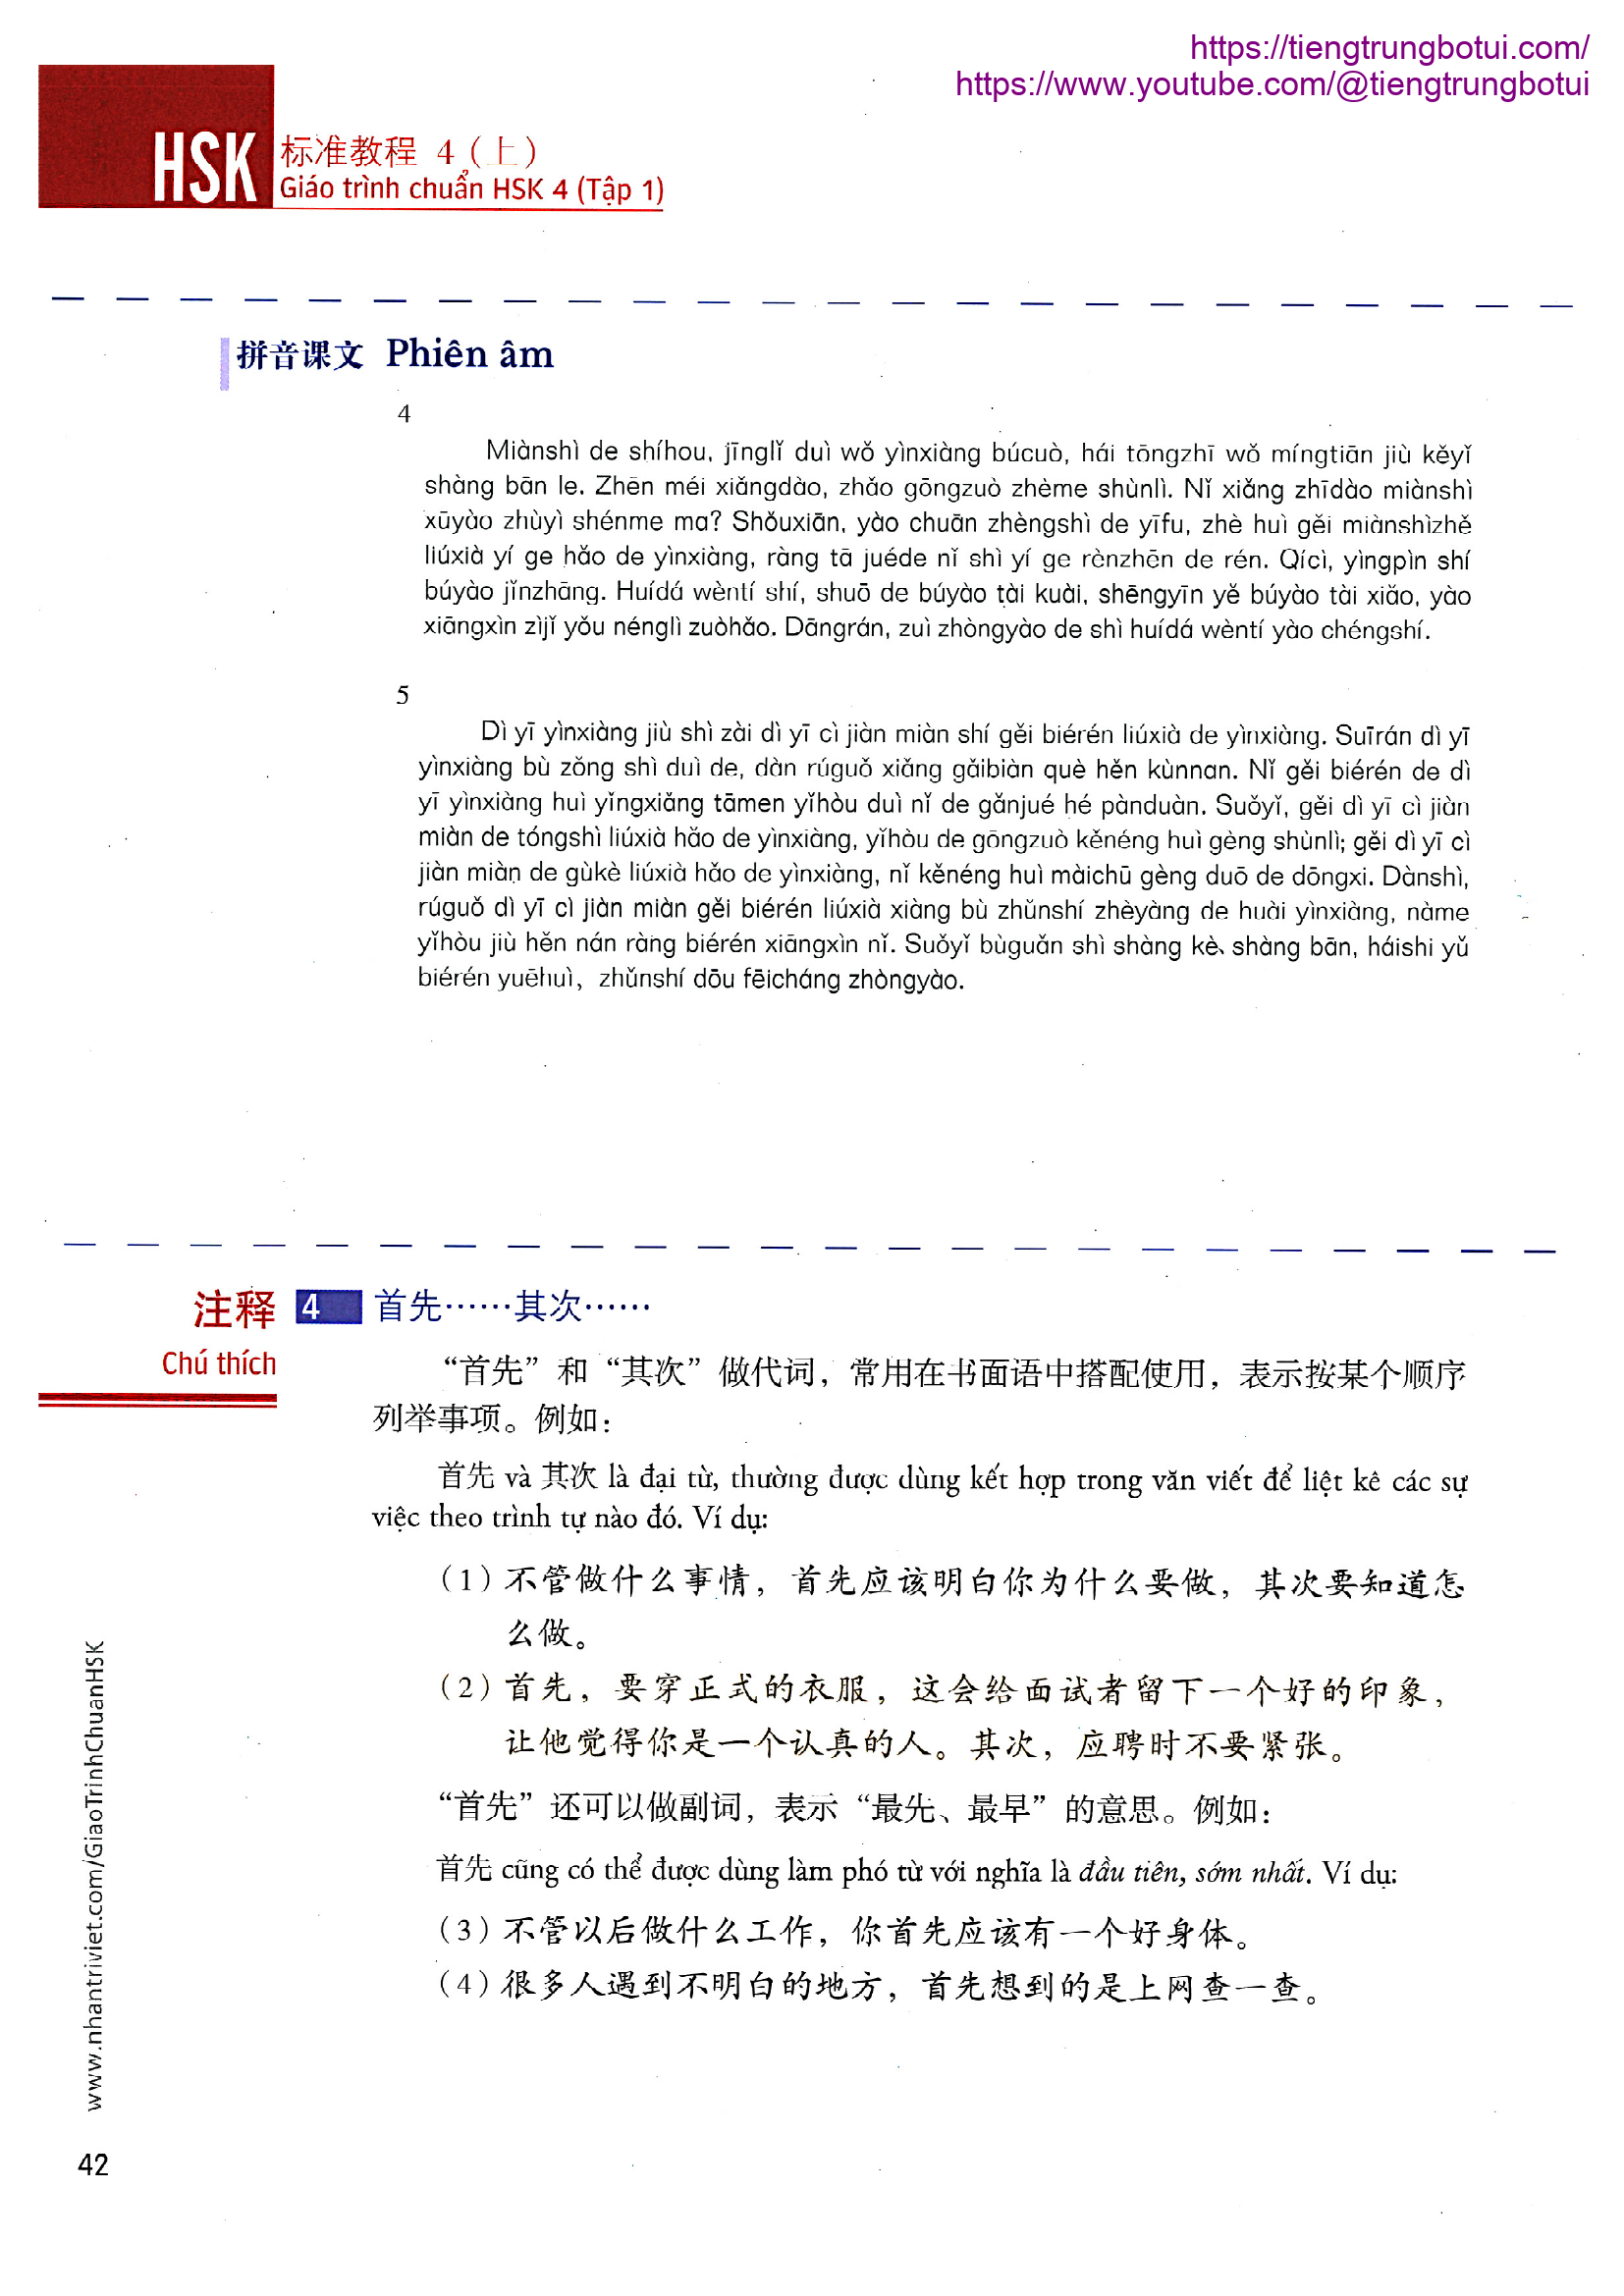 https://tiengtrungbotui.com/
https://www.youtube.com/@tiengtrungbotui
HSK 标准教程 4（上）
Giáo trình chuẩn HSK 4 (Tập 1)
拼音课文 Phiên âm
4
Miànshì de shíhou, jīnglǐ duì wǒ yìnxiàng búcuò, hái tōngzhī wǒ míngtiān jiù kěyǐ
shàng bān le. Zhēn méi xiǎngdào, zhǎo gōngzuò zhème shùnlì. Nǐ xiǎng zhīdào miànshì
xūyào zhùyì shénme ma? Shǒuxiān, yào chuān zhèngshì de yīfu, zhè huì gěi miànshìzhě
liúxià yí ge hǎo de yìnxiàng, ràng tā juéde nǐ shì yí ge rènzhēn de rén. Qícì, yìngpìn shí
búyào jǐnzhāng. Huídá wèntí shí, shuō de búyào tài kuài, shēngyīn yě búyào tài xiǎo, yào
xiāngxìn zìjǐ yǒu nénglì zuòhǎo. Dāngrán, zuì zhòngyào de shì huídá wèntí yào chéngshí.
5
Dì yī yìnxiàng jiù shì zài dì yī cì jiàn miàn shí gěi biérén liúxià de yìnxiàng. Suīrán dì yī
yìnxiàng bù zǒng shì duì de, dàn rúguǒ xiǎng gǎibiàn què hěn kùnnan. Nǐ gěi biérén de dì
yī yìnxiàng huì yǐngxiǎng tāmen yǐhòu duì nǐ de gǎnjué hé pànduàn. Suǒyǐ, gěi dì yī cì jiàn
miàn de tóngshì liúxià hǎo de yìnxiàng, yǐhòu de gōngzuò kěnéng huì gèng shùnlì; gěi dì yī cì
jiàn miàn de gùkè liúxià hǎo de yìnxiàng, nǐ kěnéng huì màichū gèng duō de dōngxi. Dànshì,
rúguǒ dì yī cì jiàn miàn gěi biérén liúxià xiàng bù zhǔnshí zhèyàng de huài yìnxiàng, nàme
yǐhòu jiù hěn nán ràng biérén xiāngxìn nǐ. Suǒyǐ bùguǎn shì shàng kè、shàng bān, háishi yǔ
biérén yuēhuì, zhǔnshí dōu fēicháng zhòngyào.
注释 4 首先……其次……
Chú thích
“首先”和“其次”做代词，常用在书面语中搭配使用，表示按某个顺序
列举事项。例如：
首先 và 其次 là đại từ, thường được dùng kết hợp trong văn viết để liệt kê các sự
việc theo trình tự nào đó. Ví dụ:
（1）不管做什么事情，首先应该明白你为什么要做，其次要知道怎
么做。
（2）首先，要穿正式的衣服，这会给面试者留下一个好的印象，
让他觉得你是一个认真的人。其次，应聘时不要紧张。
“首先”还可以做副词，表示“最先、最早”的意思。例如：
首先 cũng có thể được dùng làm phó từ với nghĩa là đầu tiên, sớm nhất. Ví dụ:
（3）不管以后做什么工作，你首先应该有一个好身体。
（4）很多人遇到不明白的地方，首先想到的是上网查一查。
www.nhantriviet.com/GiaoTrinhChuanHSK
42